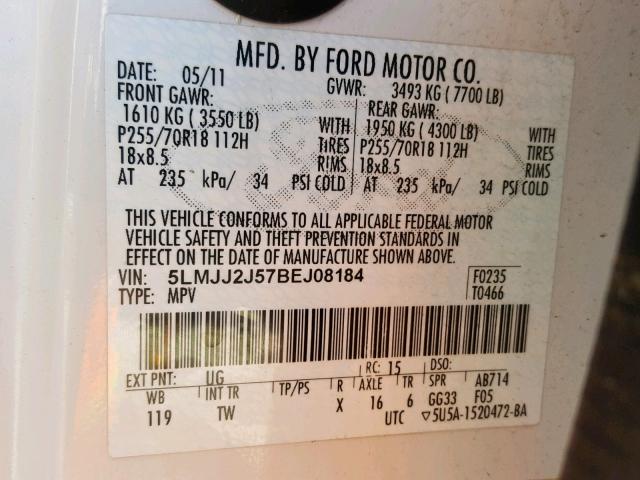 MFD. BY FORD MOTOR CO.
DATE: 05/11 GVWR: 3493 KG ( 7700 LB)
FRONT GAWR: REAR GAWR:
1610 KG ( 3550 LB) WITH 1950 KG ( 4300 LB) WITH
P255/70R18 112H TIRES P255/70R18 112H TIRES
18x8.5 RIMS 18x8.5 RIMS
AT 235 kPa/ 34 PSI COLD AT 235 kPa/ 34 PSI COLD
THIS VEHICLE CONFORMS TO ALL APPLICABLE FEDERAL MOTOR
VEHICLE SAFETY AND THEFT PREVENTION STANDARDS IN
EFFECT ON THE DATE OF MANUFACTURE SHOWN ABOVE.
VIN: 5LMJJ2J57BEJ08184 F0235
TYPE: MPV T0466
EXT PNT: UG RC: 15 DSO:
WB INT TR TP/PS R AXLE TR SPR AB714
119 TW X 16 6 GG33 F05
UTC ▽5U5A-1520472-BA